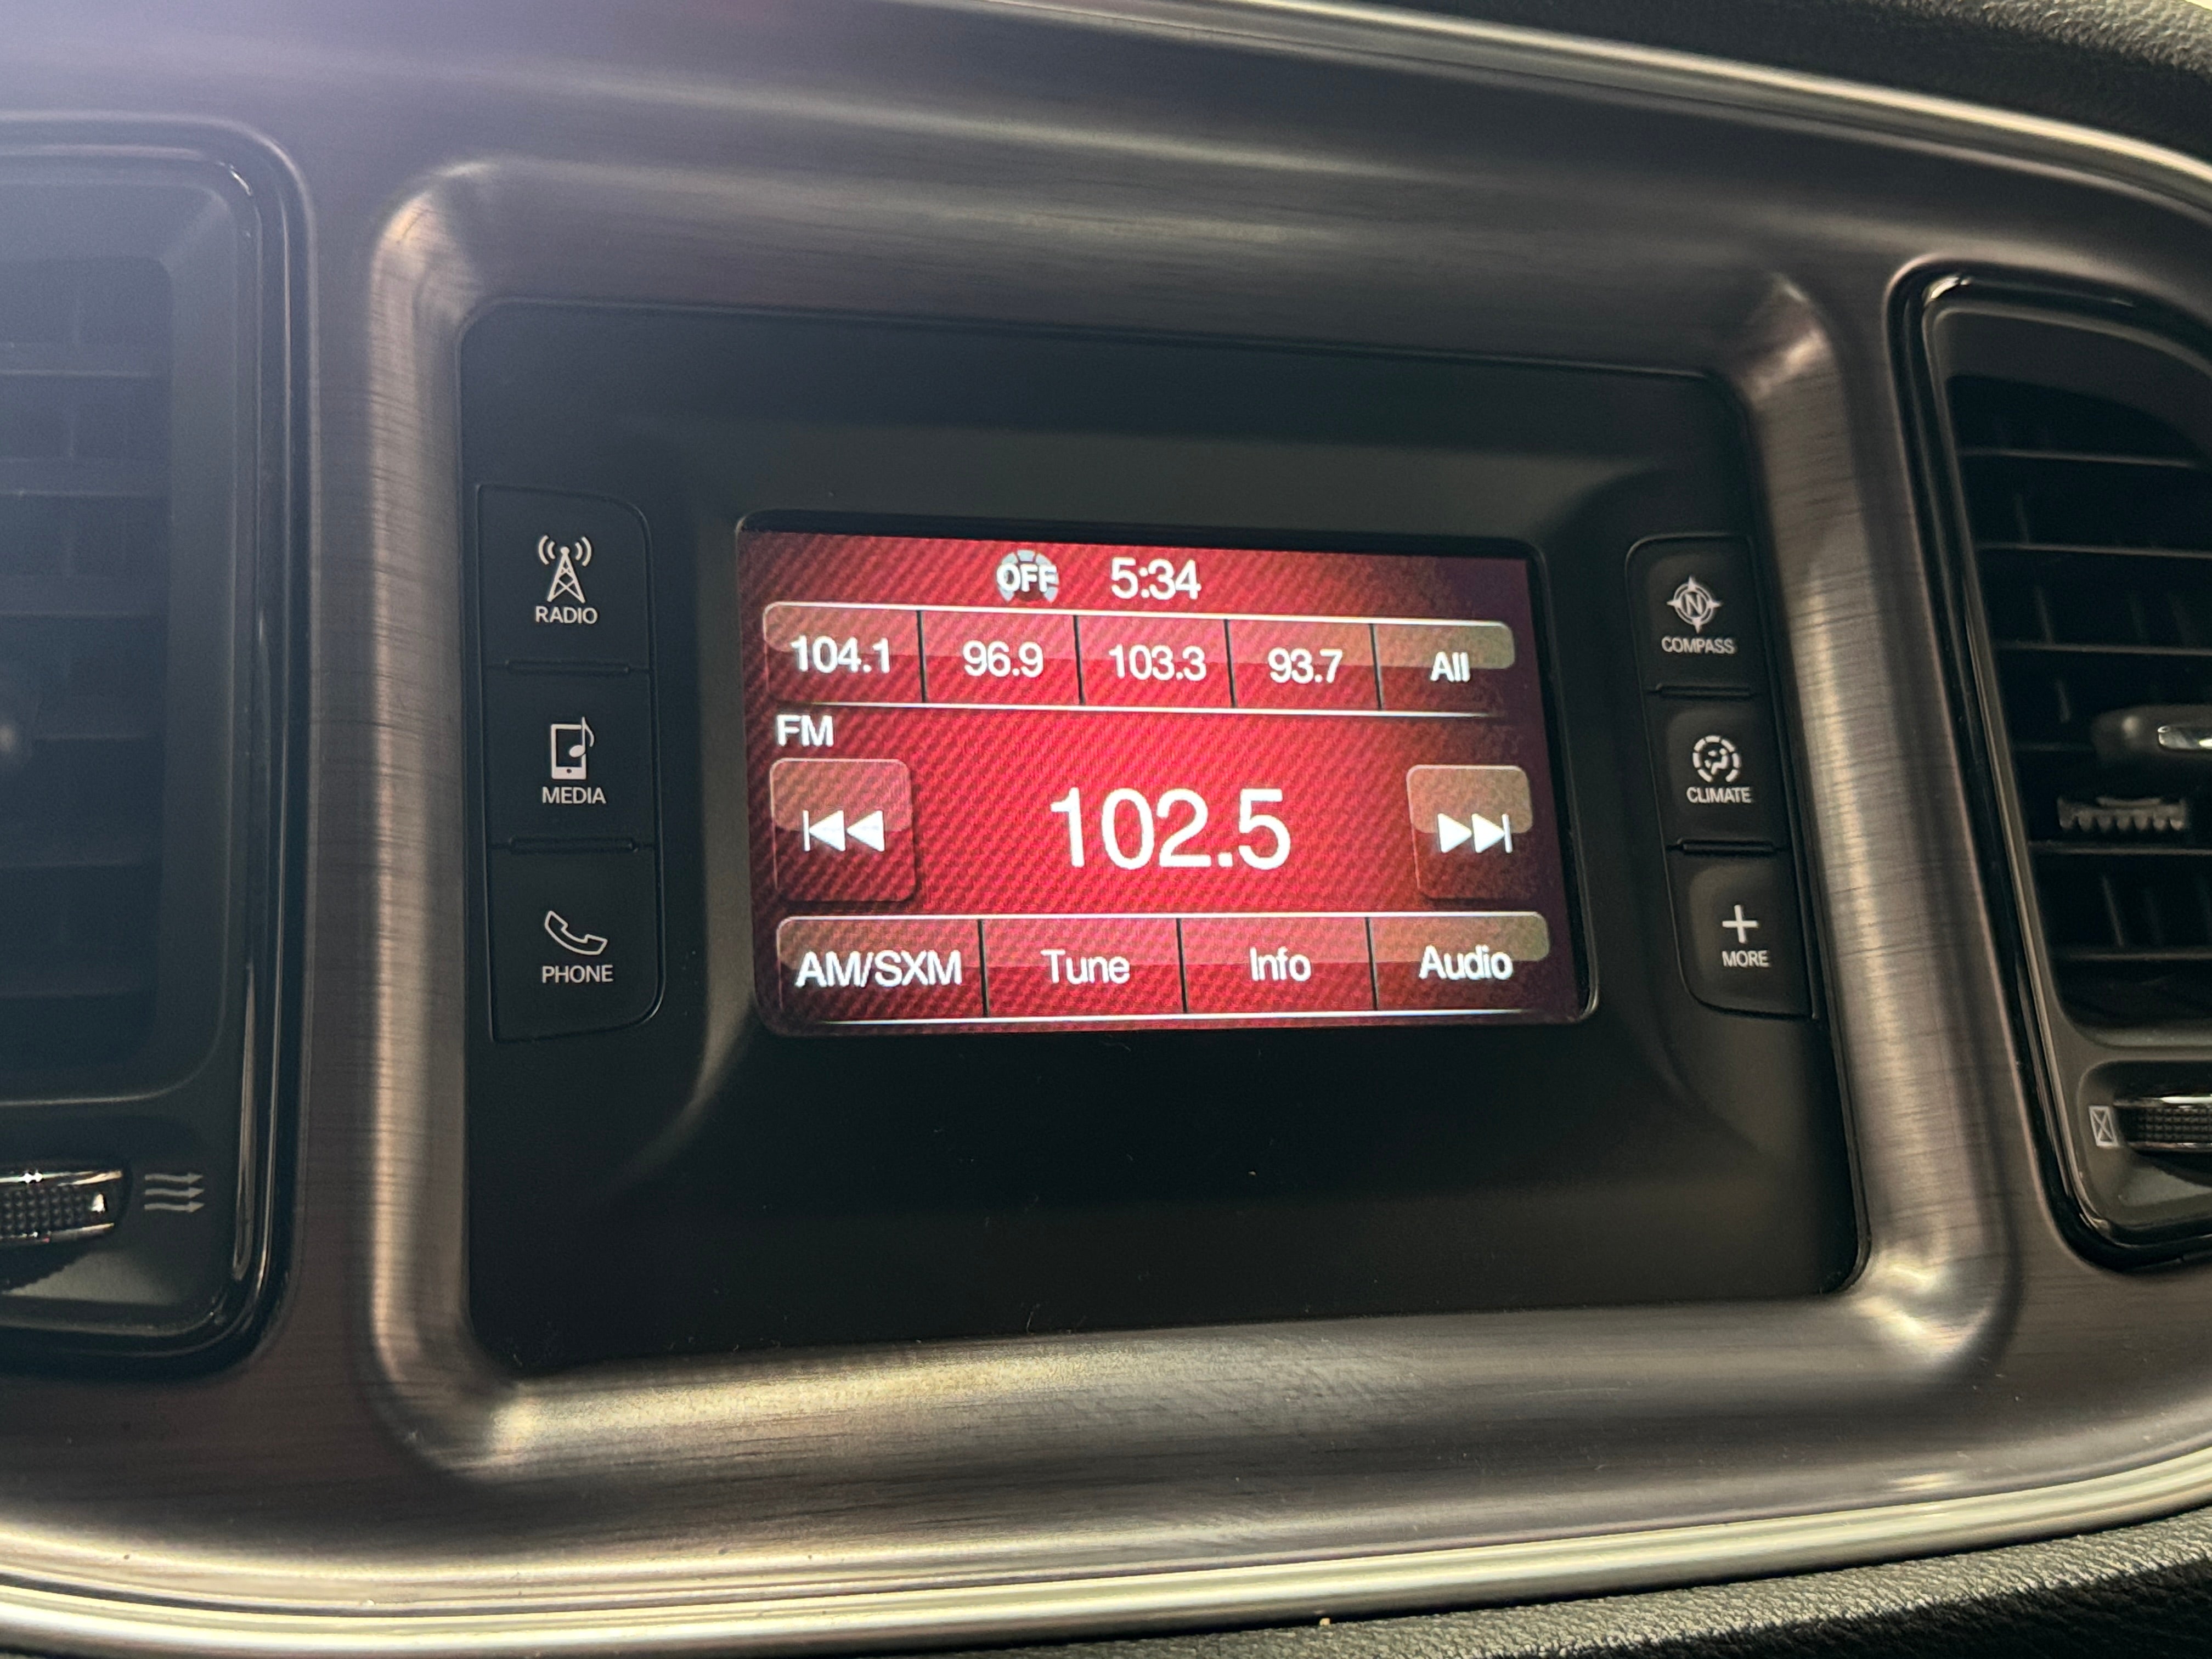 OFF 5:34
104.1 96.9 103.3 93.7 All
FM
102.5
AM/SXM Tune Info Audio
RADIO
MEDIA
PHONE
N
COMPASS
CLIMATE
MORE